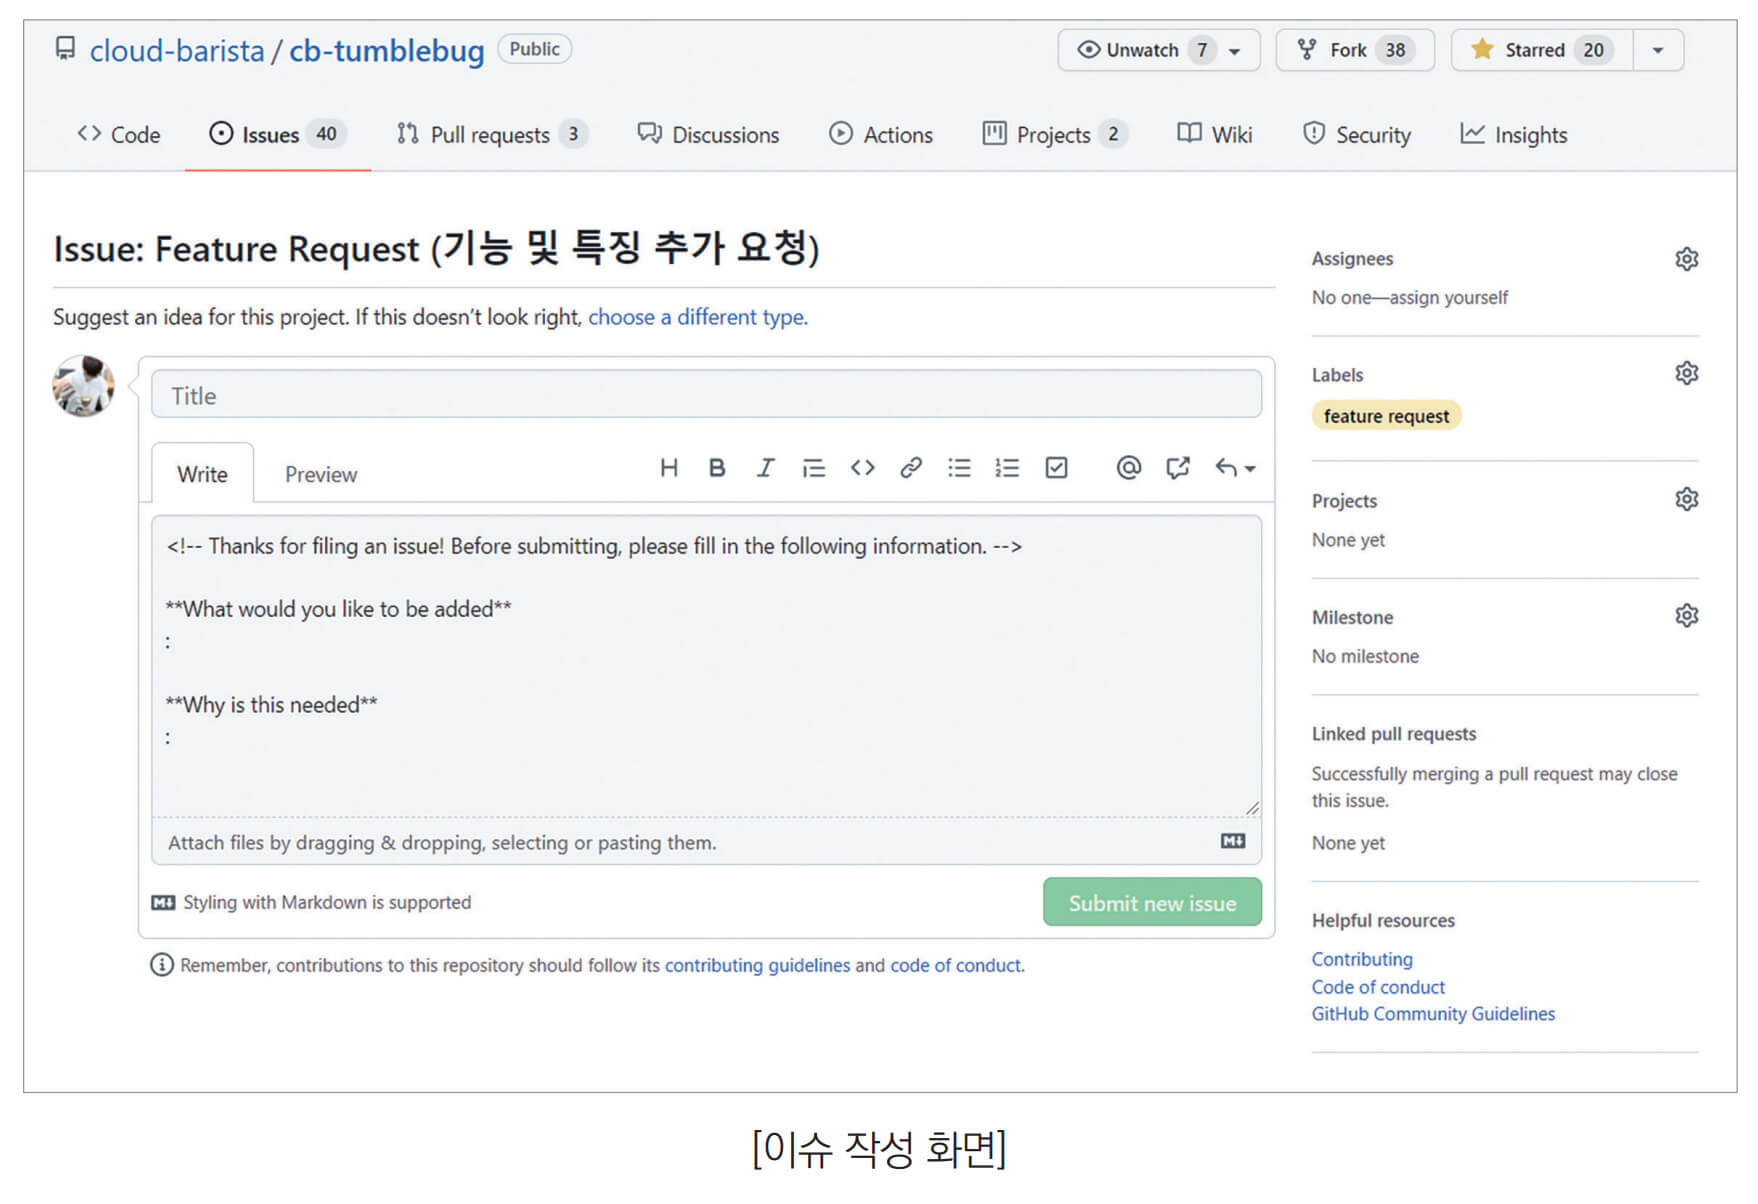 cloud-barista / cb-tumblebug Public
Unwatch 7
Fork 38
Starred 20
Code
Issues 40
Pull requests 3
Discussions
Actions
Projects 2
Wiki
Security
Insights
Issue: Feature Request (기능 및 특징 추가 요청)
Suggest an idea for this project. If this doesn't look right, choose a different type.
Title
Write
Preview
<!-- Thanks for filing an issue! Before submitting, please fill in the following information. -->
**What would you like to be added**
:
**Why is this needed**
:
Attach files by dragging & dropping, selecting or pasting them.
Styling with Markdown is supported
Submit new issue
Remember, contributions to this repository should follow its contributing guidelines and code of conduct.
Assignees
No one—assign yourself
Labels
feature request
Projects
None yet
Milestone
No milestone
Linked pull requests
Successfully merging a pull request may close
this issue.
None yet
Helpful resources
Contributing
Code of conduct
GitHub Community Guidelines
[이슈 작성 화면]